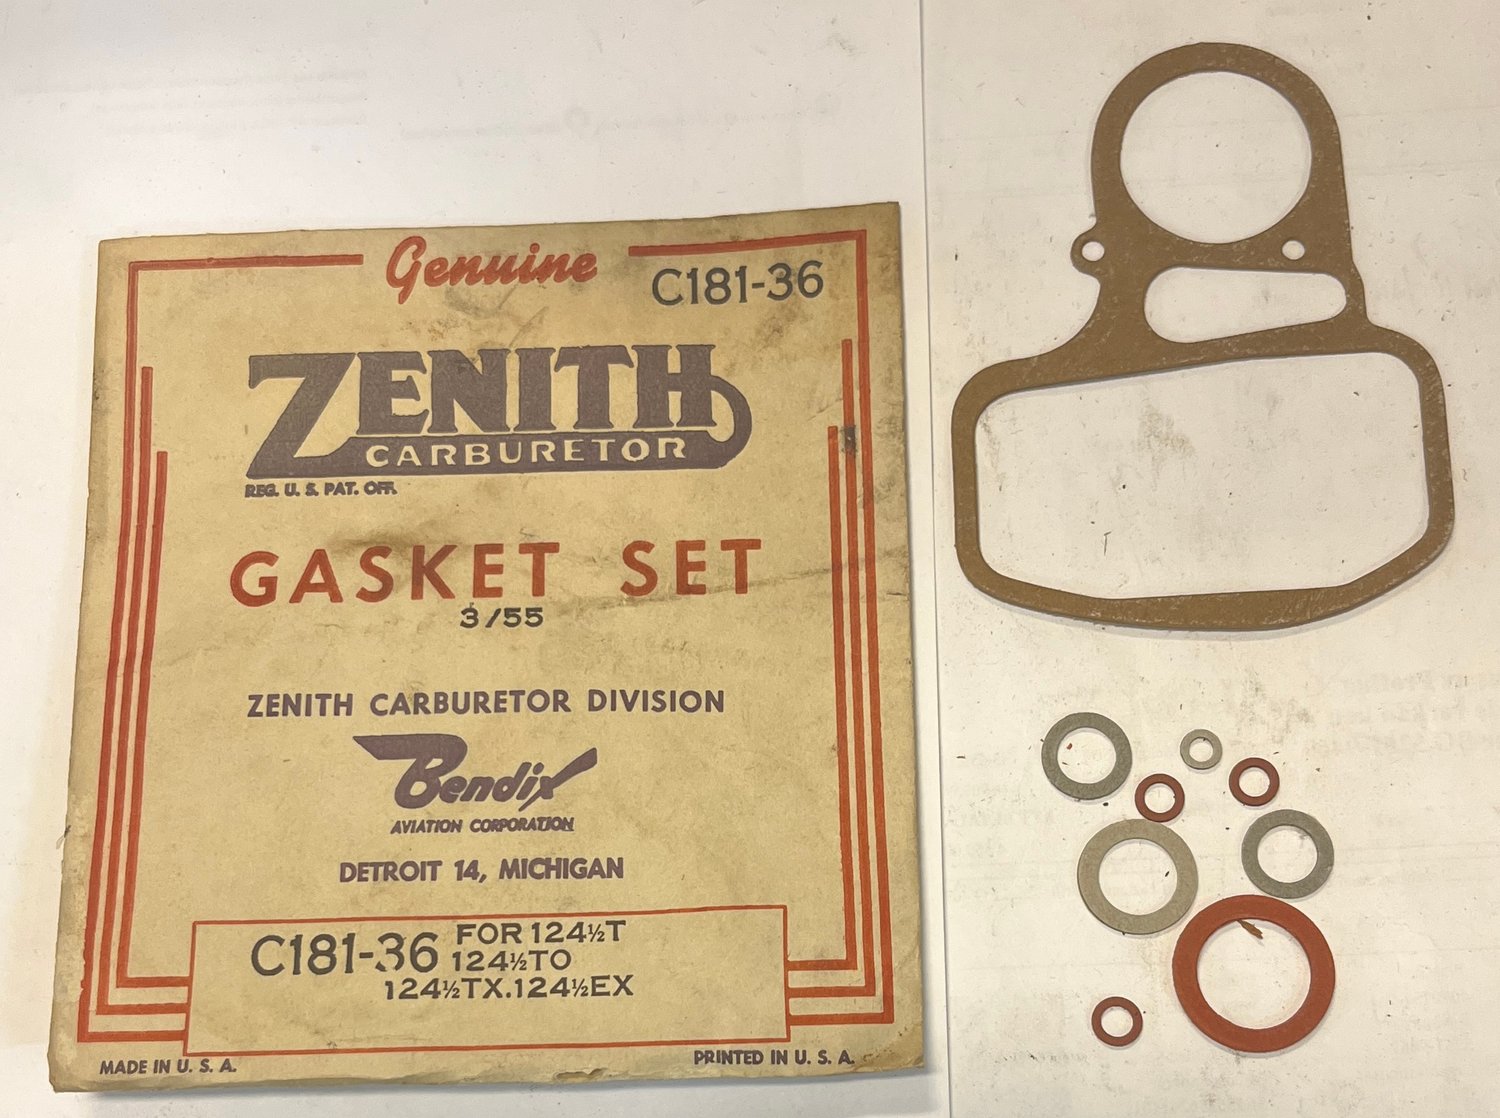 Genuine
C181-36
ZENITH
CARBURETOR
REG. U. S. PAT. OFF.
GASKET SET
3/55
ZENITH CARBURETOR DIVISION
Bendix
AVIATION CORPORATION
DETROIT 14, MICHIGAN
C181-36 FOR 124½T
124½TO
124½TX.124½EX
MADE IN U. S. A.
PRINTED IN U. S. A.